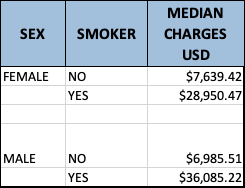 SEX SMOKER MEDIAN CHARGES USD
FEMALE NO $7,639.42
YES $28,950.47
MALE NO $6,985.51
YES $36,085.22